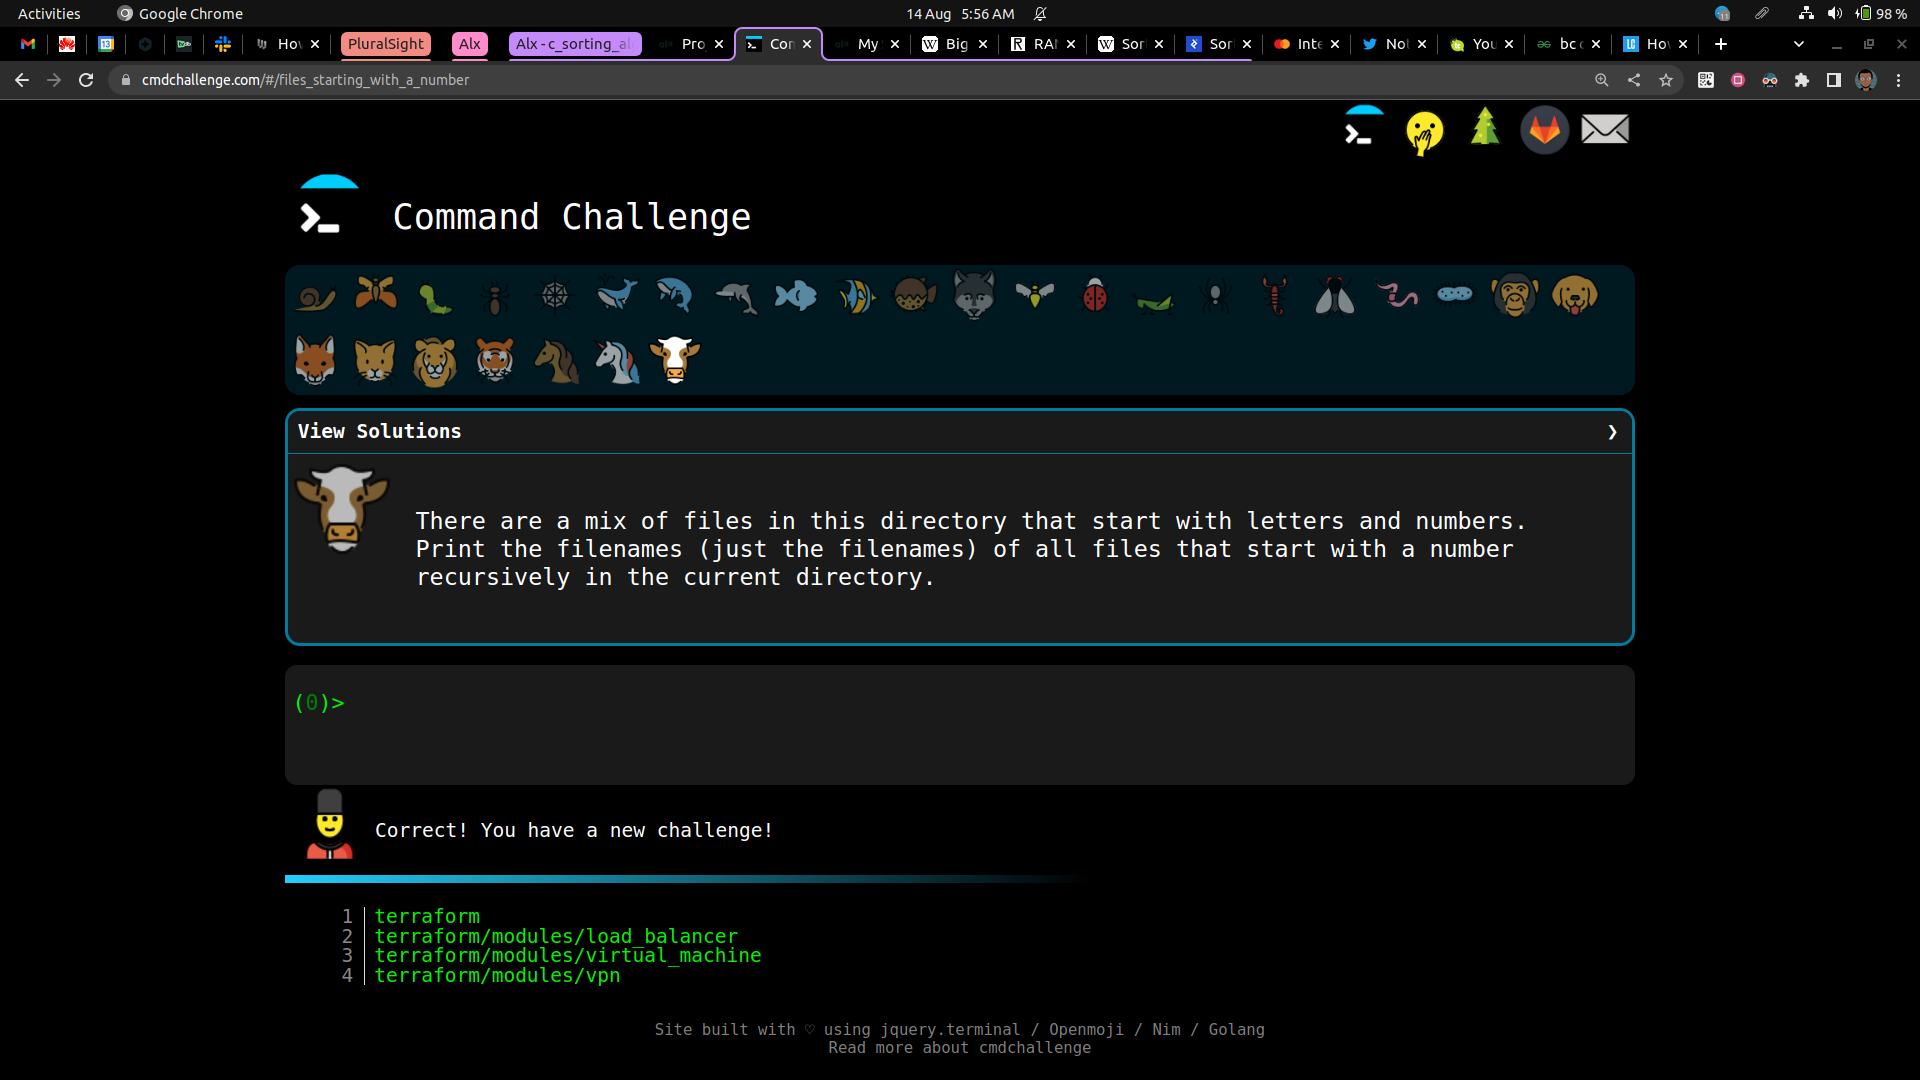 Activities
Google Chrome
14 Aug 5:56 AM
11
98 %
13
Hov
PluralSight
Alx
Alx - c_sorting_al
Pro
Con
My
Big
RAI
Sor
Sor
Inte
Not
You
bc c
LC
Hov
cmdchallenge.com/#/files_starting_with_a_number
Command Challenge
View Solutions
There are a mix of files in this directory that start with letters and numbers.
Print the filenames (just the filenames) of all files that start with a number
recursively in the current directory.
(0)>
Correct! You have a new challenge!
1 terraform
2 terraform/modules/load_balancer
3 terraform/modules/virtual_machine
4 terraform/modules/vpn
Site built with ♡ using jquery.terminal / Openmoji / Nim / Golang
Read more about cmdchallenge